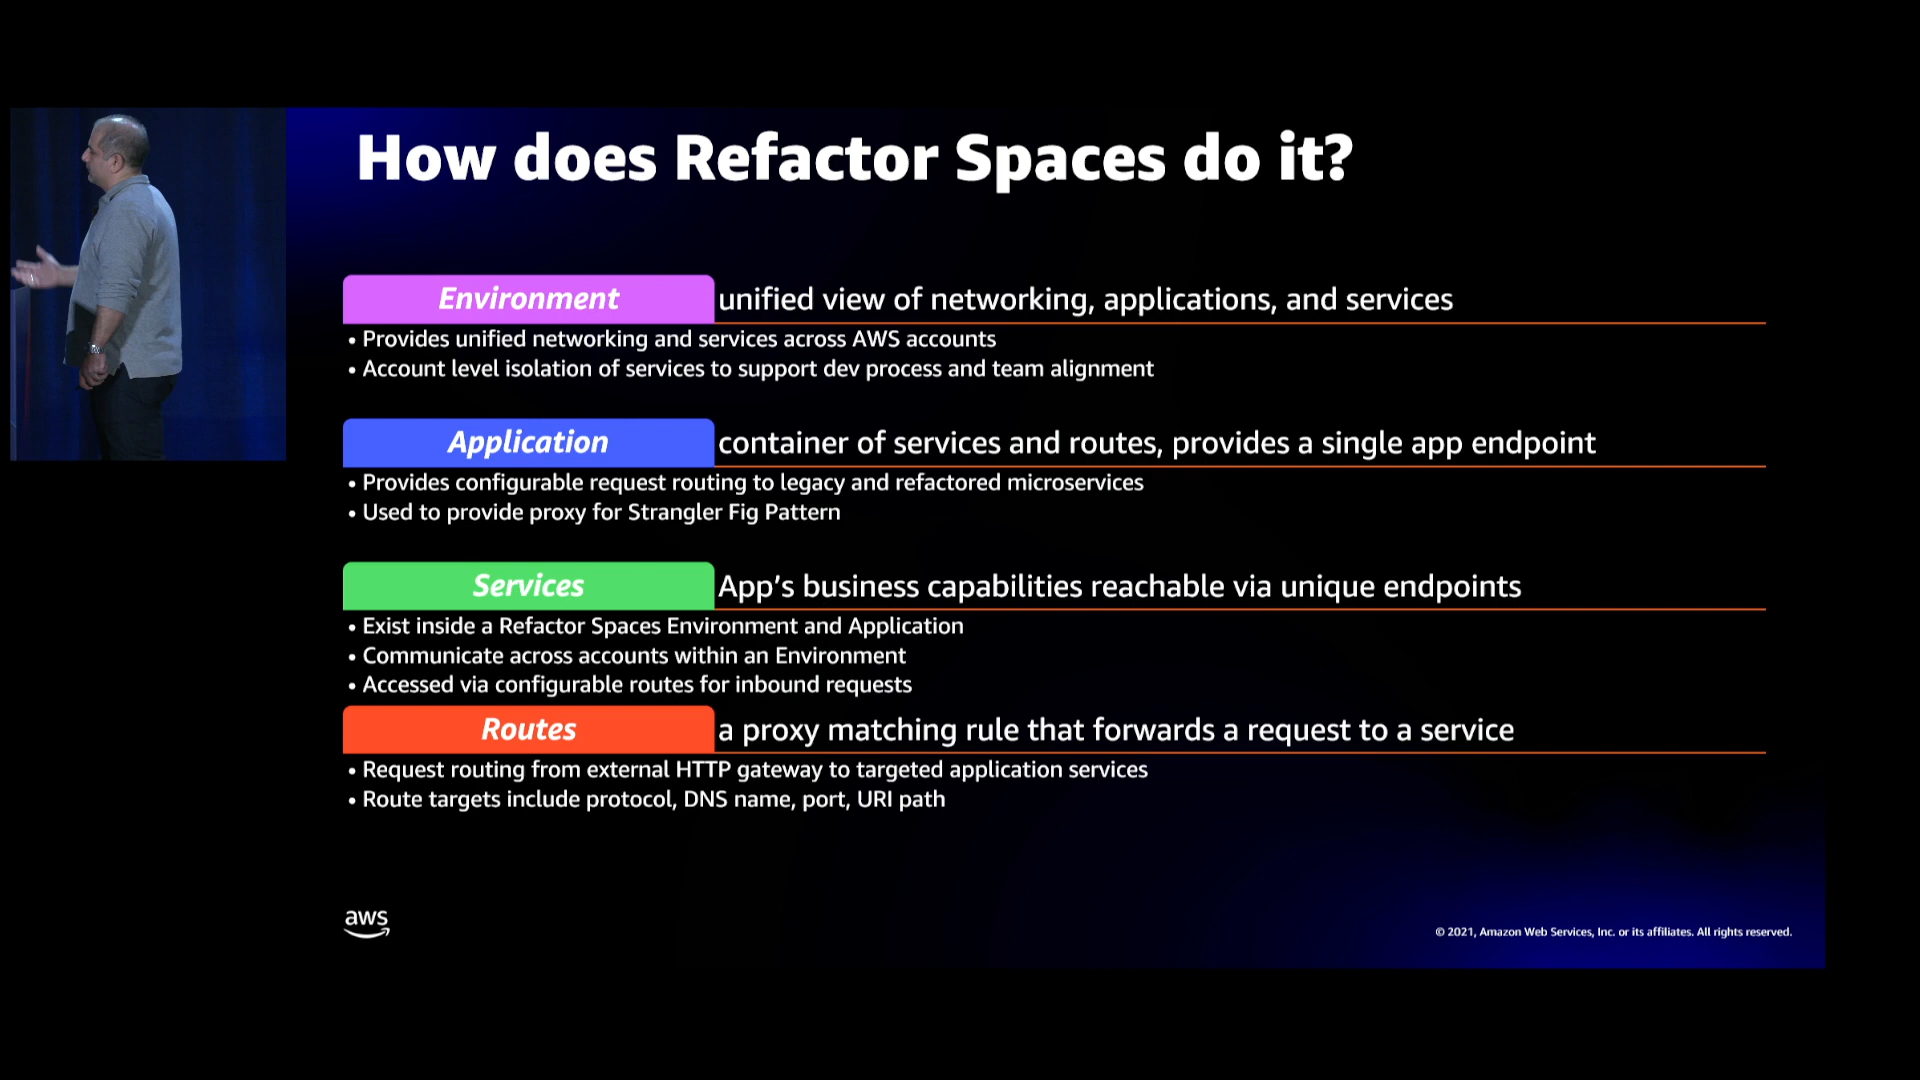 How does Refactor Spaces do it?
Environment unified view of networking, applications, and services
• Provides unified networking and services across AWS accounts
• Account level isolation of services to support dev process and team alignment
Application container of services and routes, provides a single app endpoint
• Provides configurable request routing to legacy and refactored microservices
• Used to provide proxy for Strangler Fig Pattern
Services App’s business capabilities reachable via unique endpoints
• Exist inside a Refactor Spaces Environment and Application
• Communicate across accounts within an Environment
• Accessed via configurable routes for inbound requests
Routes a proxy matching rule that forwards a request to a service
• Request routing from external HTTP gateway to targeted application services
• Route targets include protocol, DNS name, port, URI path
aws
© 2021, Amazon Web Services, Inc. or its affiliates. All rights reserved.